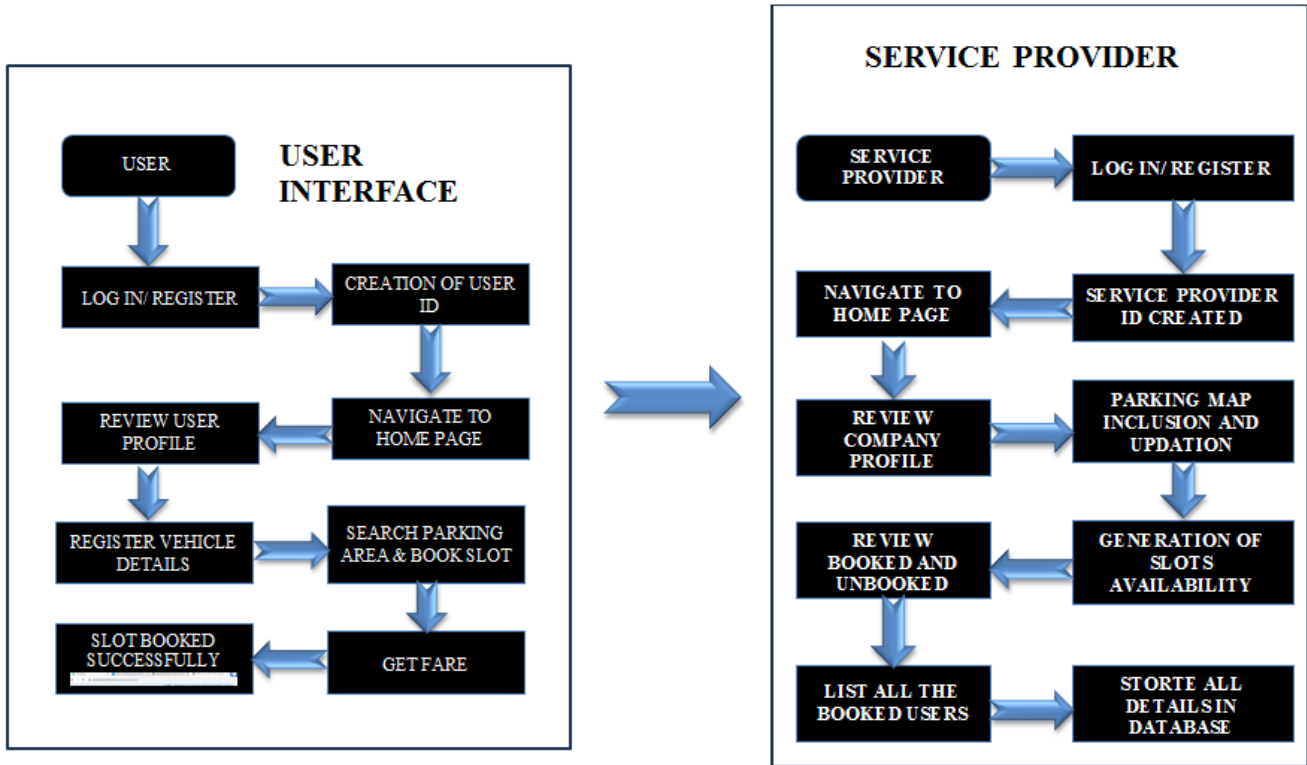 USER
INTERFACE
USER
LOG IN/ REGISTER
CREATION OF USER
ID
REVIEW USER
PROFILE
NAVIGATE TO
HOME PAGE
REGISTER VEHICLE
DETAILS
SEARCH PARKING
AREA & BOOK SLOT
SLOT BOOKED
SUCCESSFULLY
GET FARE
SERVICE PROVIDER
SERVICE
PROVIDER
LOG IN/ REGISTER
NAVIGATE TO
HOME PAGE
SERVICE PROVIDER
ID CREATED
REVIEW
COMPANY
PROFILE
PARKING MAP
INCLUSION AND
UPDATION
REVIEW
BOOKED AND
UNBOOKED
GENERATION OF
SLOTS
AVAILABILITY
LIST ALL THE
BOOKED USERS
STORTE ALL
DETAILS IN
DATABASE